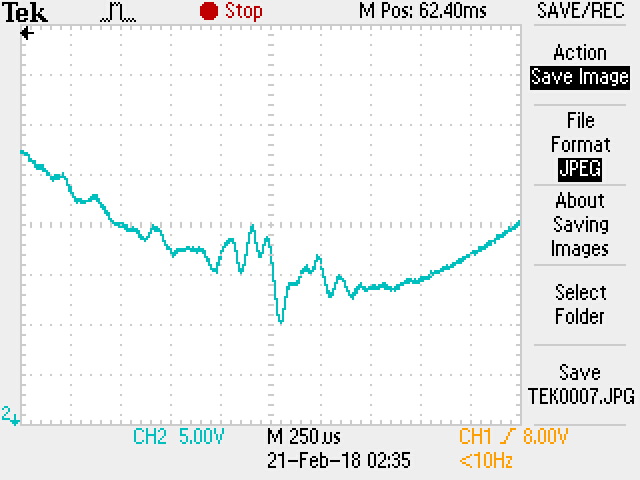 Tek Stop M Pos: 62.40ms SAVE/REC
Action
Save Image
File
Format
JPEG
About
Saving
Images
Select
Folder
Save
TEK0007.JPG
2
CH2 5.00V M 250µs CH1 8.00V
21-Feb-18 02:35 <10Hz